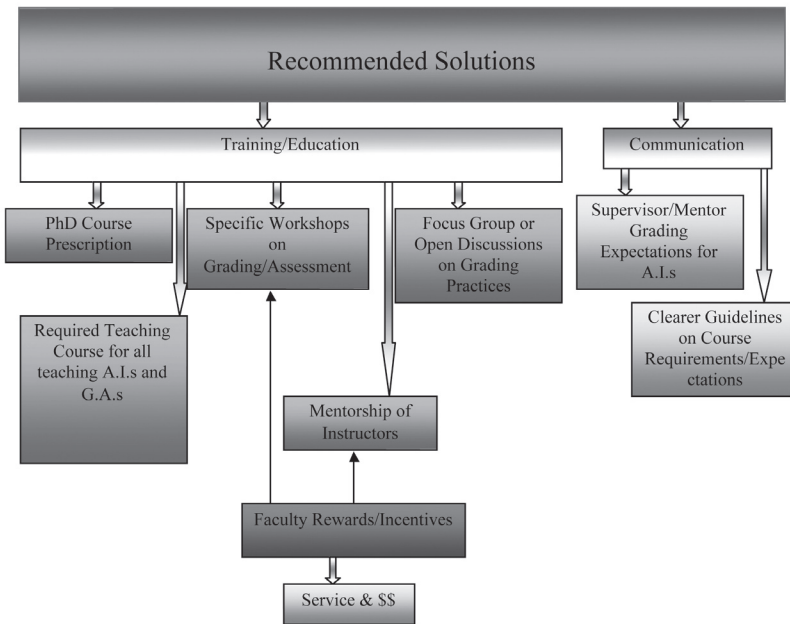 Recommended Solutions
Training/Education
Communication
PhD Course
Prescription
Specific Workshops
on
Grading/Assessment
Focus Group or
Open Discussions
on Grading
Practices
Supervisor/Mentor
Grading
Expectations for
A.I.s
Required Teaching
Course for all
teaching A.I.s and
G.A.s
Clearer Guidelines
on Course
Requirements/Expe
ctations
Mentorship of
Instructors
Faculty Rewards/Incentives
Service & $$